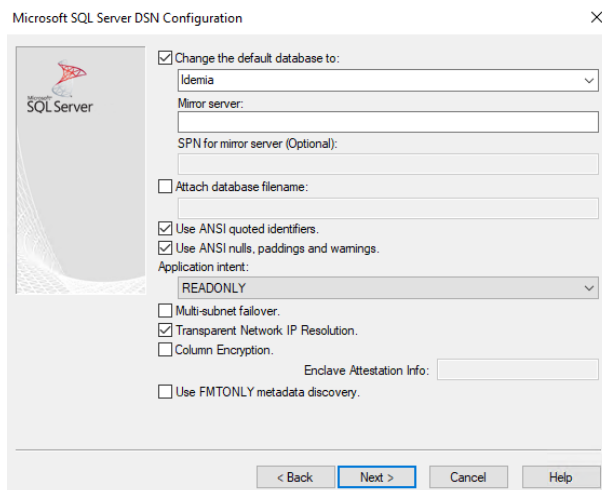 Microsoft SQL Server DSN Configuration
Microsoft
SQL Server
Change the default database to:
Idemia
Mirror server:
SPN for mirror server (Optional):
Attach database filename:
Use ANSI quoted identifiers.
Use ANSI nulls, paddings and warnings.
Application intent:
READONLY
Multi-subnet failover.
Transparent Network IP Resolution.
Column Encryption.
Enclave Attestation Info:
Use FMTONLY metadata discovery.
< Back Next > Cancel Help